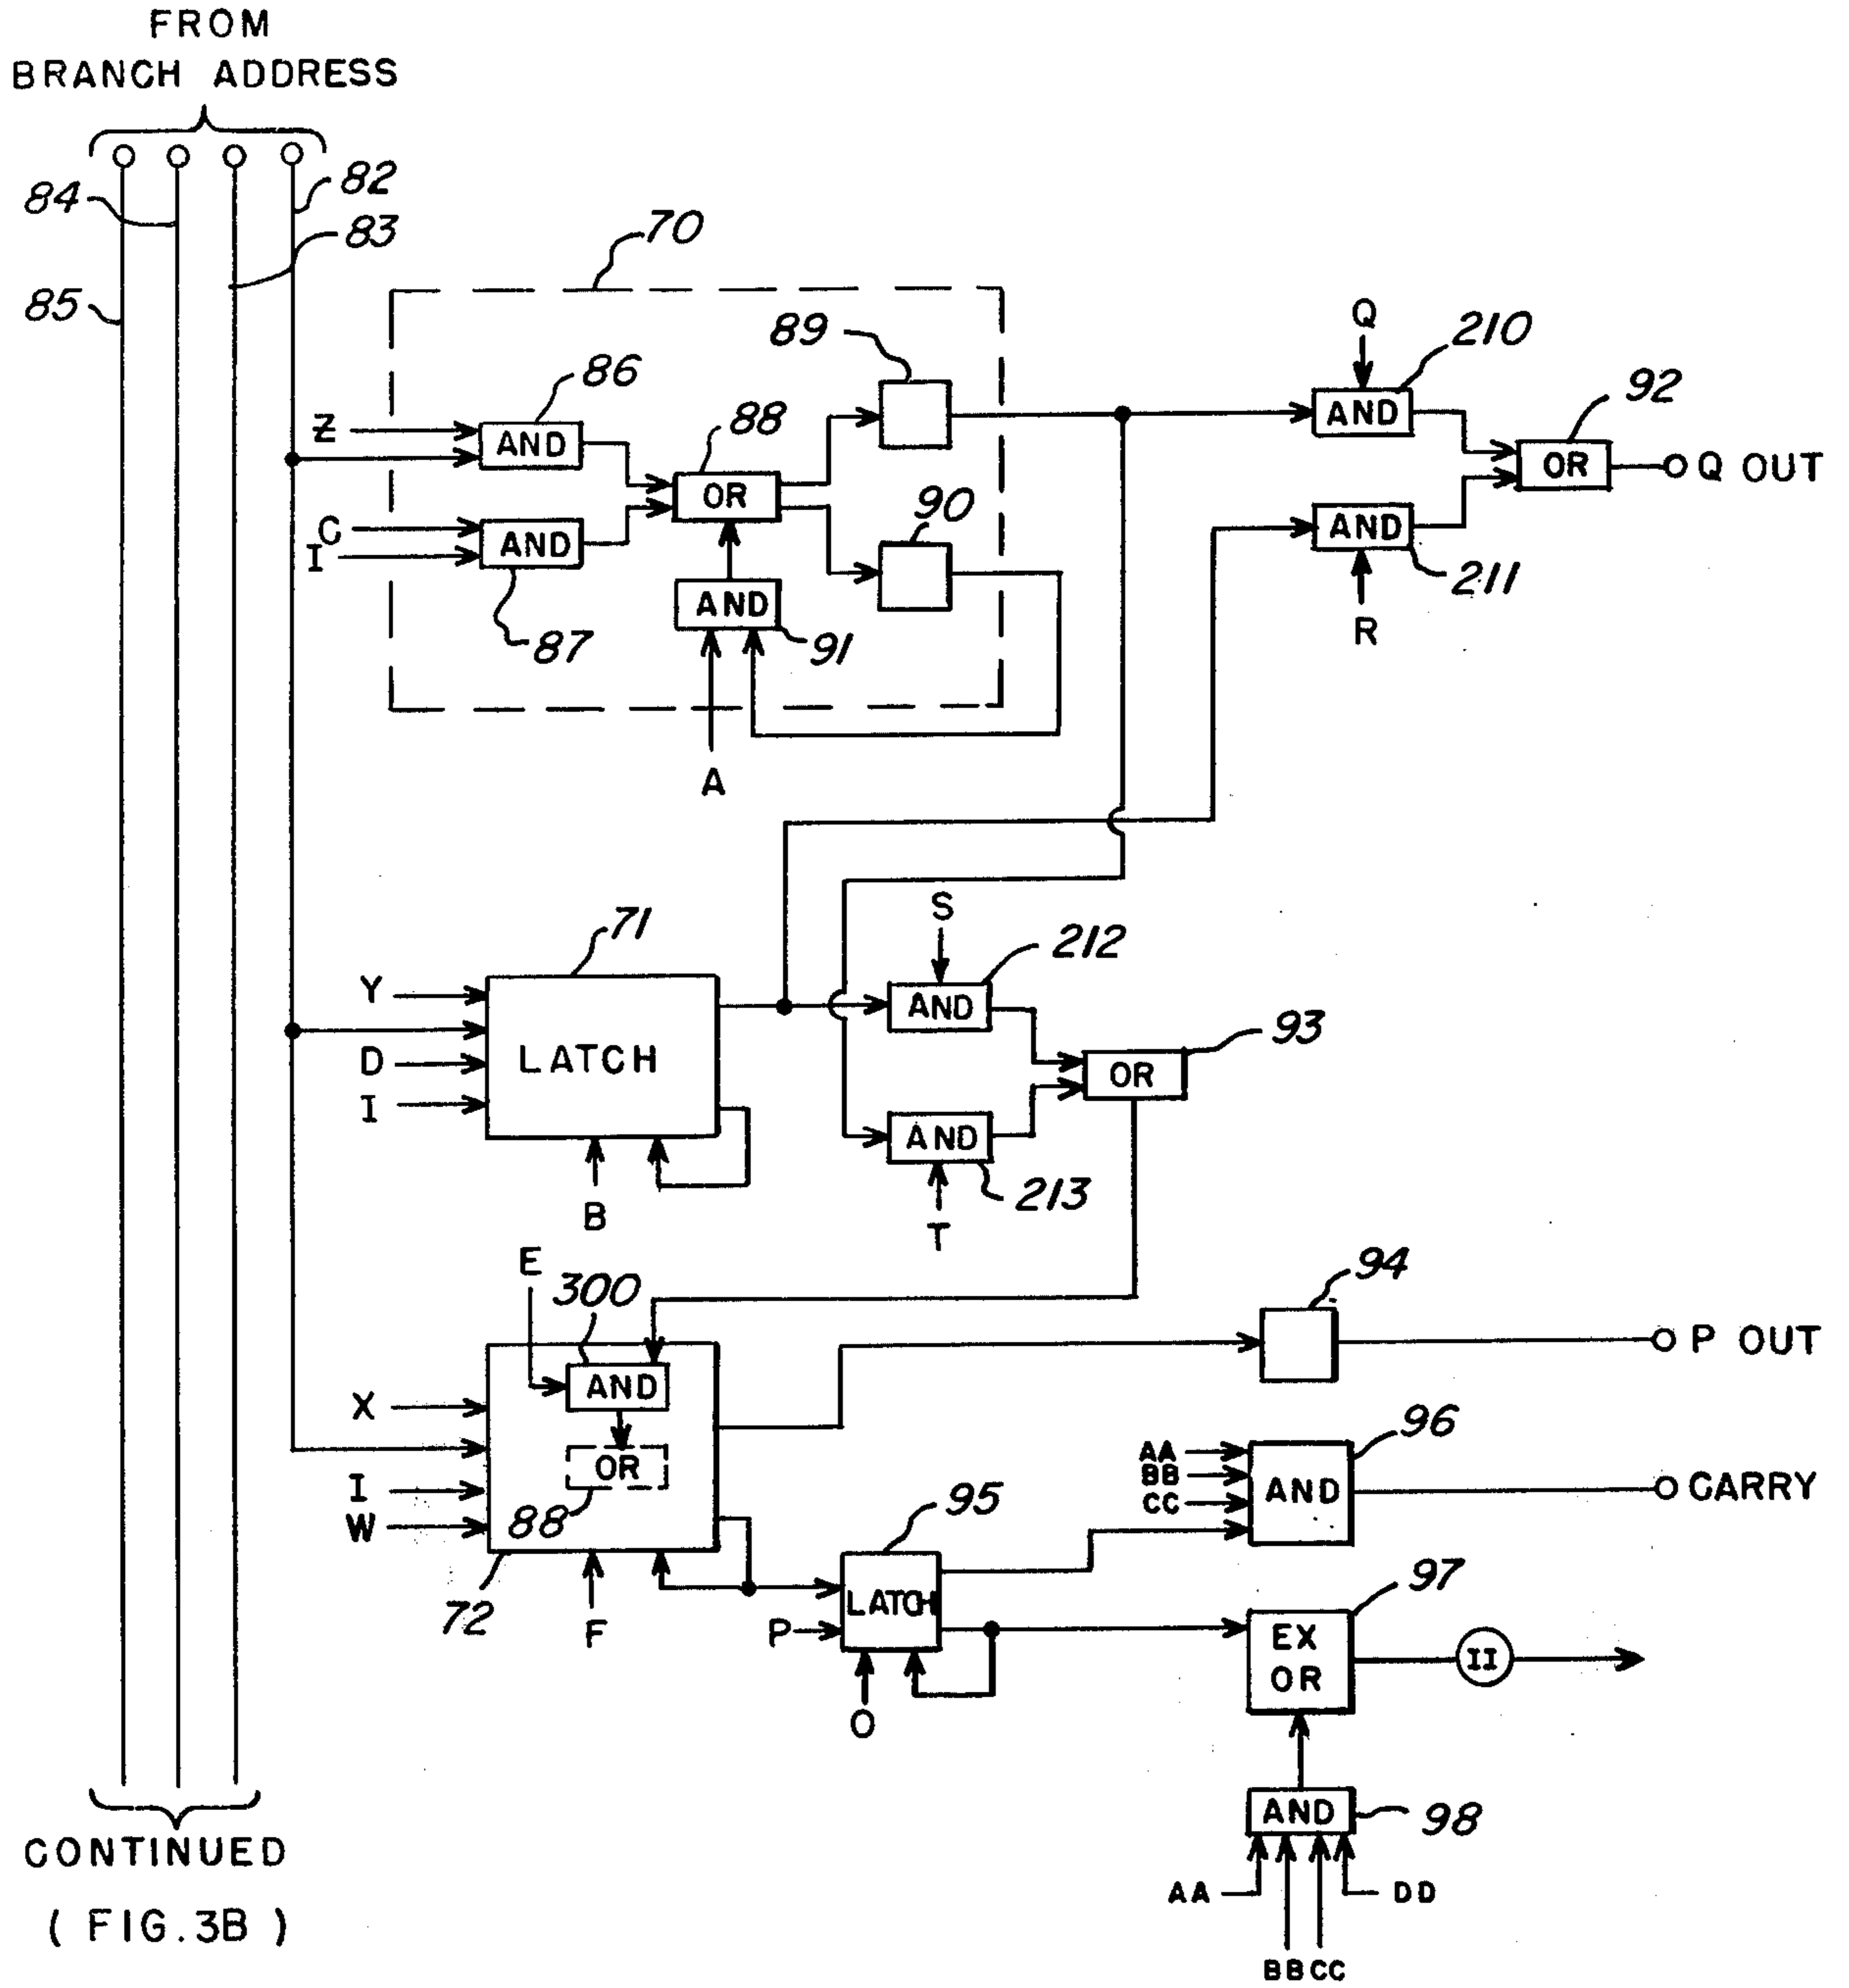 FROM
BRANCH ADDRESS
82
84
83
70
85
89
Q
210
86
92
88
Z
AND
AND
OR
Q OUT
OR
90
C
AND
AND
I
211
AND
87
91
R
A
71
S
212
Y
AND
93
LATCH
D
OR
I
AND
213
B
T
E
94
300
P OUT
AND
X
96
AA
OR
BB
AND
CARRY
I
95
CC
88
W
97
LATCH
72
P
EX
F
OR
II
O
AND
98
CONTINUED
AA
DD
( FIG. 3B )
BB CC